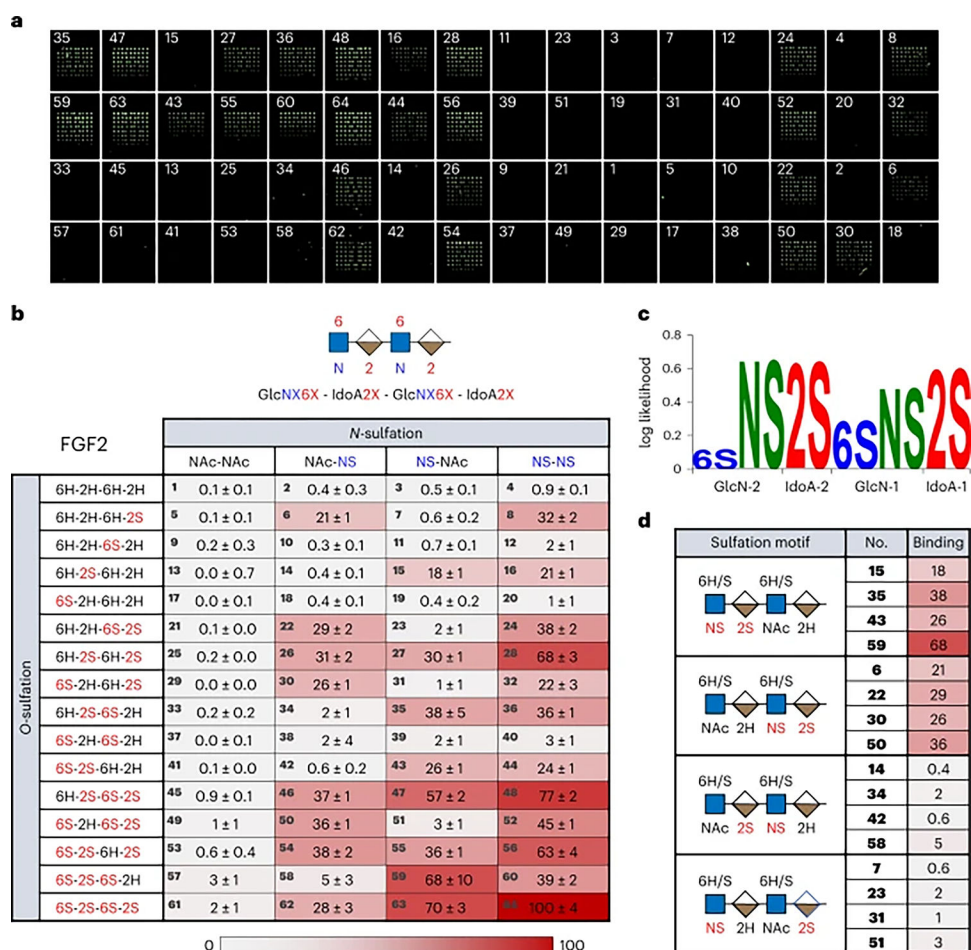 a
35 47 15 27 36 48 16 28 11 23 3 7 12 24 4 8
59 63 43 55 60 64 44 56 39 51 19 31 40 52 20 32
33 45 13 25 34 46 14 26 9 21 1 5 10 22 2 6
57 61 41 53 58 62 42 54 37 49 29 17 38 50 30 18
b
6 6
N 2 N 2
GlcNX6X - IdoA2X - GlcNX6X - IdoA2X
FGF2
N-sulfation
NAc-NAc NAc-NS NS-NAc NS-NS
O-sulfation
6H-2H-6H-2H 1 0.1 ± 0.1 2 0.4 ± 0.3 3 0.5 ± 0.1 4 0.9 ± 0.1
6H-2H-6H-2S 5 0.1 ± 0.1 6 21 ± 1 7 0.6 ± 0.2 8 32 ± 2
6H-2H-6S-2H 9 0.2 ± 0.3 10 0.3 ± 0.1 11 0.7 ± 0.1 12 2 ± 1
6H-2S-6H-2H 13 0.0 ± 0.7 14 0.4 ± 0.1 15 18 ± 1 16 21 ± 1
6S-2H-6H-2H 17 0.0 ± 0.1 18 0.4 ± 0.1 19 0.4 ± 0.2 20 1 ± 1
6H-2H-6S-2S 21 0.1 ± 0.0 22 29 ± 2 23 2 ± 1 24 38 ± 2
6H-2S-6H-2S 25 0.2 ± 0.0 26 31 ± 2 27 30 ± 1 28 68 ± 3
6S-2H-6H-2S 29 0.0 ± 0.0 30 26 ± 1 31 1 ± 1 32 22 ± 3
6H-2S-6S-2H 33 0.2 ± 0.2 34 2 ± 1 35 38 ± 5 36 36 ± 1
6S-2H-6S-2H 37 0.0 ± 0.1 38 2 ± 4 39 2 ± 1 40 3 ± 1
6S-2S-6H-2H 41 0.1 ± 0.0 42 0.6 ± 0.2 43 26 ± 1 44 24 ± 1
6H-2S-6S-2S 45 0.9 ± 0.1 46 37 ± 1 47 57 ± 2 48 77 ± 2
6S-2H-6S-2S 49 1 ± 1 50 36 ± 1 51 3 ± 1 52 45 ± 1
6S-2S-6H-2S 53 0.6 ± 0.4 54 38 ± 2 55 36 ± 1 56 63 ± 4
6S-2S-6S-2H 57 3 ± 1 58 5 ± 3 59 68 ± 10 60 39 ± 2
6S-2S-6S-2S 61 2 ± 1 62 28 ± 3 63 70 ± 3 100 ± 4
0 100
c
log likelihood
0.8
0.6
0.4
0.2
0
6S NS 2S 6S NS 2S
GlcN-2 IdoA-2 GlcN-1 IdoA-1
d
Sulfation motif No. Binding
6H/S 6H/S
NS 2S NAc 2H
15 18
35 38
43 26
59 68
6H/S 6H/S
NAc 2H NS 2S
6 21
22 29
30 26
50 36
6H/S 6H/S
NAc 2S NS 2H
14 0.4
34 2
42 0.6
58 5
6H/S 6H/S
NS 2H NAc 2S
7 0.6
23 2
31 1
51 3